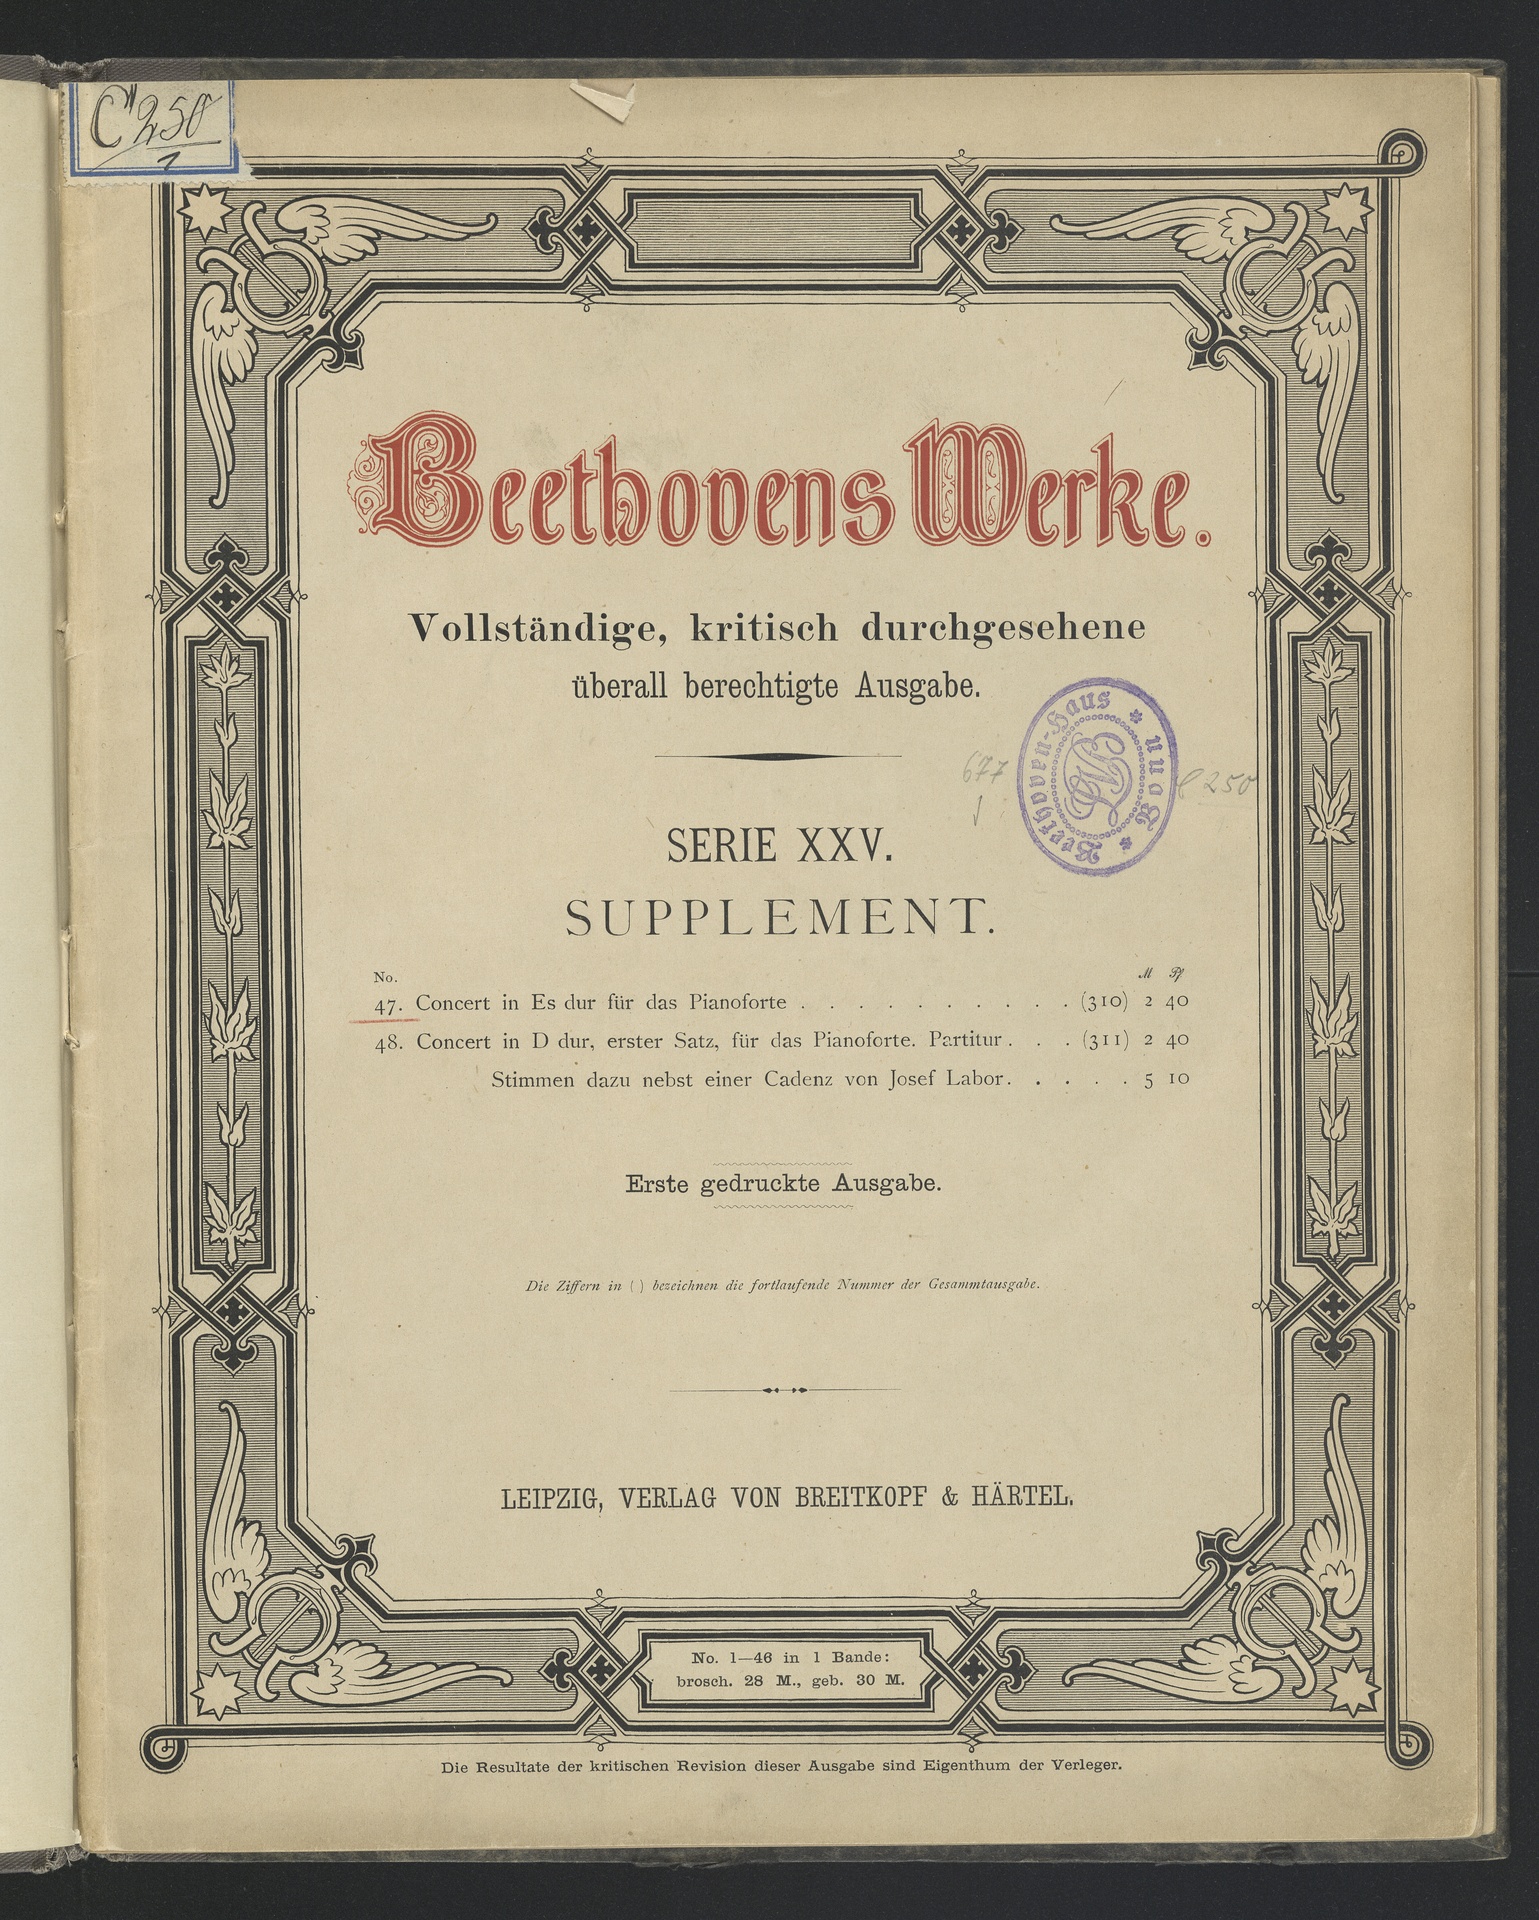 C 250
1
Beethovens Werke.
Vollständige, kritisch durchgesehene
überall berechtigte Ausgabe.
Beethoven-Haus * Bonn *
677
C 250
SERIE XXV.
SUPPLEMENT.
No. M Pf
47. Concert in Es dur für das Pianoforte . . . . . . . . . . (310) 2 40
48. Concert in D dur, erster Satz, für das Pianoforte. Partitur . . . (311) 2 40
Stimmen dazu nebst einer Cadenz von Josef Labor . . . . . 5 10
Erste gedruckte Ausgabe.
Die Ziffern in ( ) bezeichnen die fortlaufende Nummer der Gesammtausgabe.
LEIPZIG, VERLAG VON BREITKOPF & HÄRTEL.
No. 1—46 in 1 Bande:
brosch. 28 M., geb. 30 M.
Die Resultate der kritischen Revision dieser Ausgabe sind Eigenthum der Verleger.